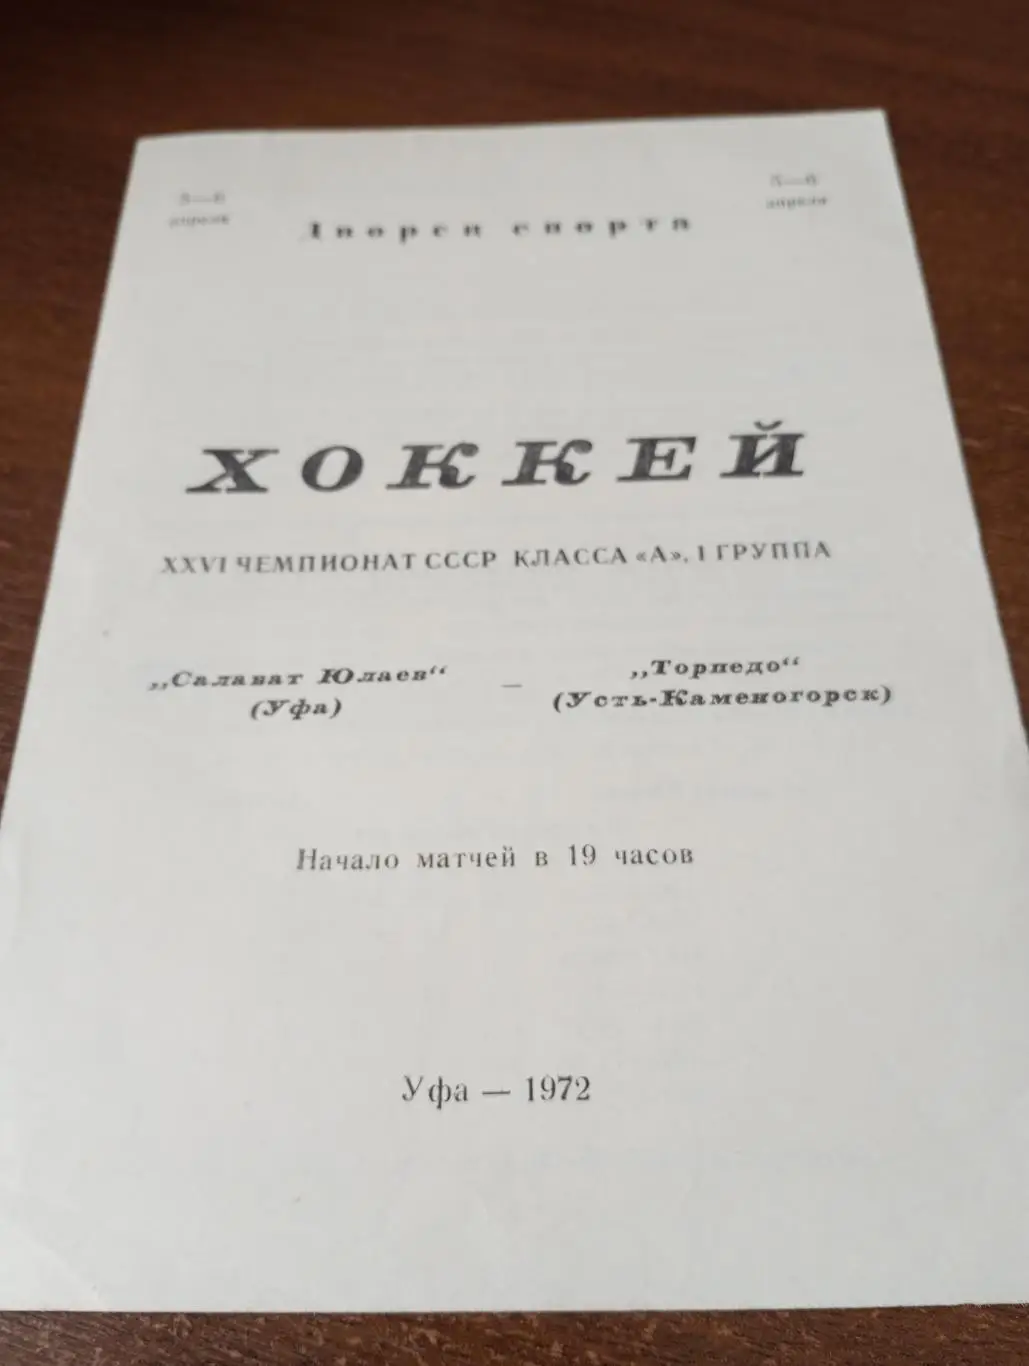 5—6
апреля
5—6
апреля
Дворец спорта
ХОККЕЙ
XXVI ЧЕМПИОНАТ СССР КЛАССА «А», I ГРУППА
„Салават Юлаев“
(Уфа)
—
„Торпедо“
(Усть-Каменогорск)
Начало матчей в 19 часов
Уфа — 1972